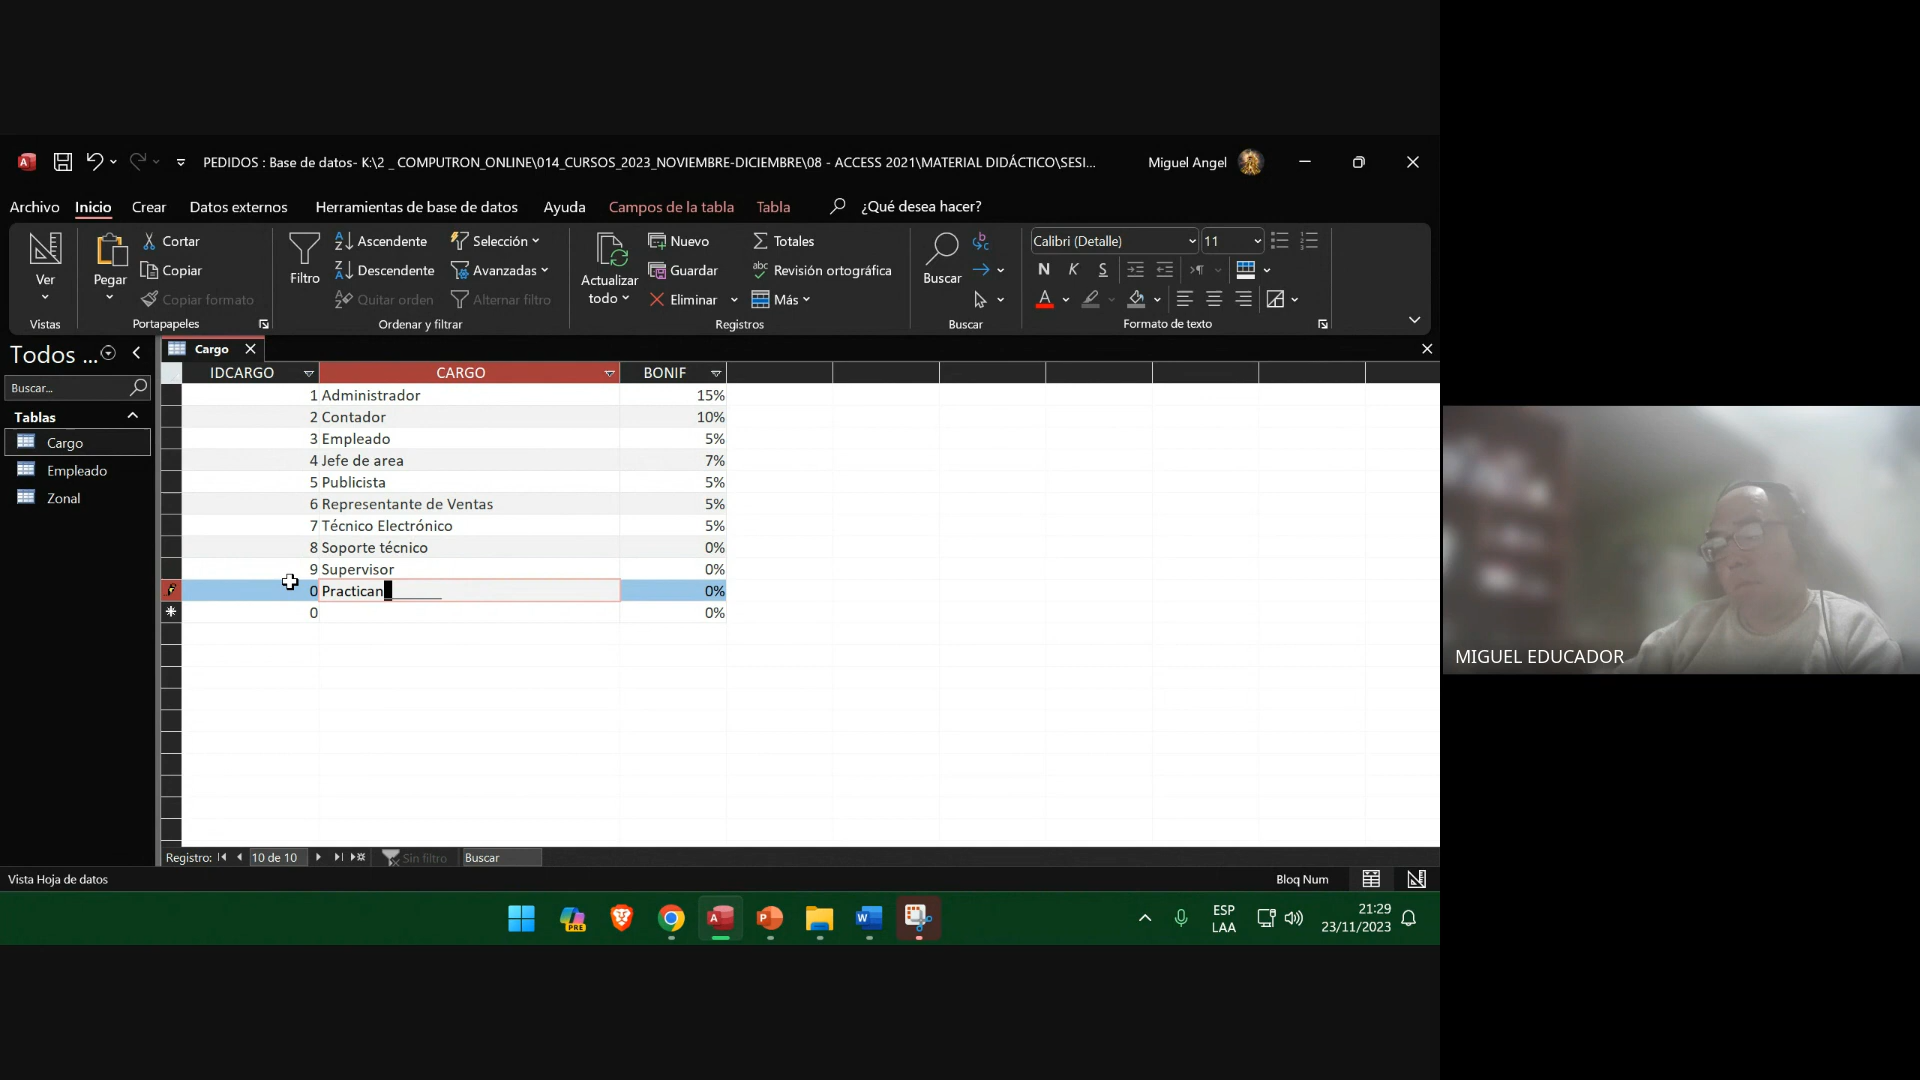 PEDIDOS : Base de datos- K:\2 _ COMPUTRON_ONLINE\014_CURSOS_2023_NOVIEMBRE-DICIEMBRE\08 - ACCESS 2021\MATERIAL DIDÁCTICO\SESI...
Miguel Angel
Archivo Inicio Crear Datos externos Herramientas de base de datos Ayuda Campos de la tabla Tabla ¿Qué desea hacer?
Ver
Vistas
Pegar
Cortar
Copiar
Copiar formato
Portapapeles
Filtro
Ascendente
Descendente
Quitar orden
Selección
Avanzadas
Alternar filtro
Ordenar y filtrar
Actualizar
todo
Nuevo
Guardar
Eliminar
Totales
Revisión ortográfica
Más
Registros
Buscar
Buscar
Calibri (Detalle) 11
N K S
Formato de texto
Todos ...
Buscar...
Tablas
Cargo
Empleado
Zonal
Cargo
IDCARGO CARGO BONIF
1 Administrador 15%
2 Contador 10%
3 Empleado 5%
4 Jefe de area 7%
5 Publicista 5%
6 Representante de Ventas 5%
7 Técnico Electrónico 5%
8 Soporte técnico 0%
9 Supervisor 0%
0 Practican 0%
0 0%
Registro: 10 de 10 Sin filtro Buscar
Vista Hoja de datos
Bloq Num
PRE
ESP
LAA
21:29
23/11/2023
MIGUEL EDUCADOR